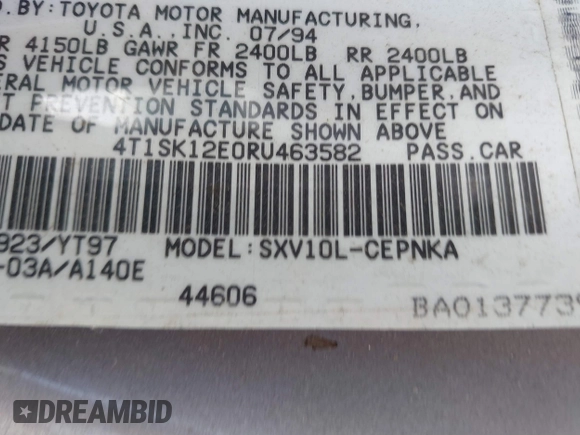 D.BY:TOYOTA MOTOR MANUFACTURING,
U.S.A.,INC. 07/94
R 4150LB GAWR FR 2400LB RR 2400LB
S VEHICLE CONFORMS TO ALL APPLICABLE
ERAL MOTOR VEHICLE SAFETY,BUMPER,AND
T PREVENTION STANDARDS IN EFFECT ON
DATE OF MANUFACTURE SHOWN ABOVE.
4T1SK12E0RU463582 PASS.CAR
923/YT97 MODEL:SXV10L-CEPNKA
-03A/A140E
44606 BA0137739
DREAMBID